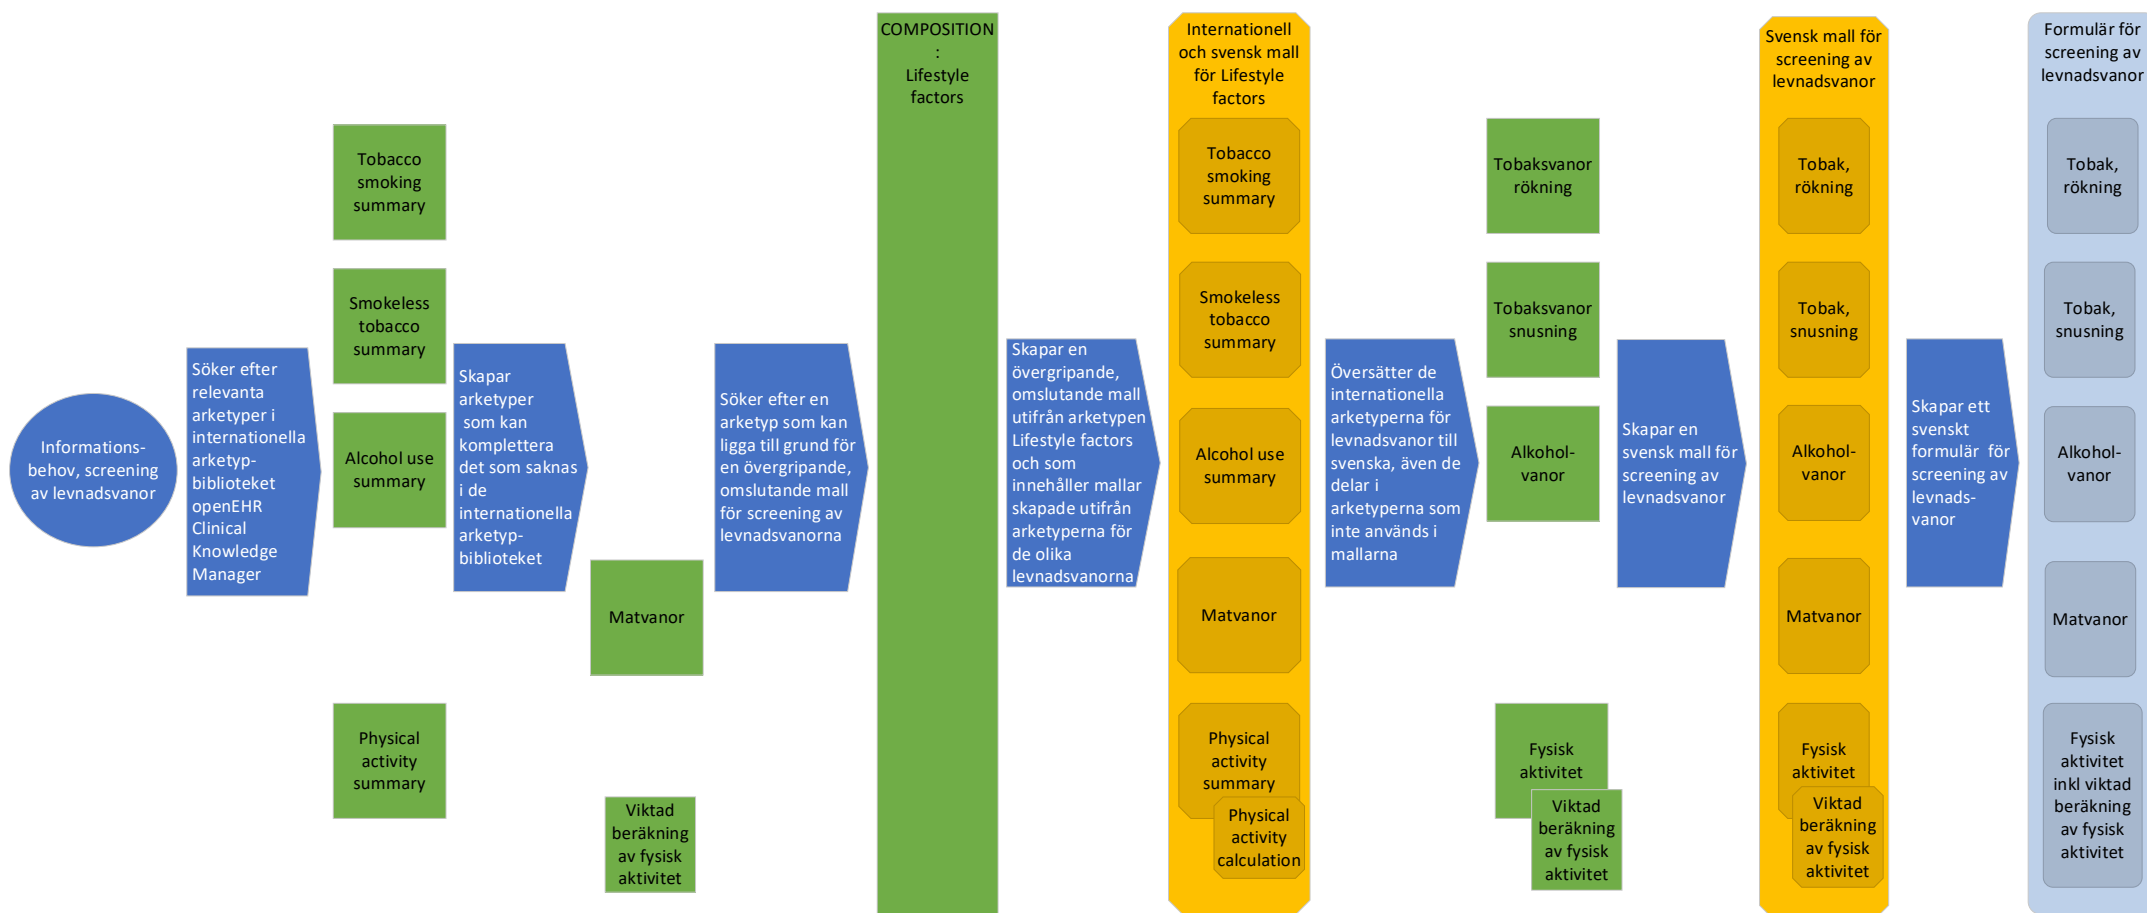 Informations-
behov, screening
av levnadsvanor
Söker efter
relevanta
arketyper i
internationella
arketyp-
biblioteket
openEHR
Clinical
Knowledge
Manager
Tobacco
smoking
summary
Smokeless
tobacco
summary
Alcohol use
summary
Physical
activity
summary
Skapar
arketyper
som kan
komplettera
det som saknas
i de
internationella
arketyp-
biblioteket
Matvanor
Viktad
beräkning
av fysisk
aktivitet
Söker efter en
arketyp som kan
ligga till grund för
en övergripande,
omslutande mall
för screening av
levnadsvanorna
COMPOSITION
:
Lifestyle
factors
Skapar en
övergripande,
omslutande mall
utifrån arketypen
Lifestyle factors
och som
innehåller mallar
skapade utifrån
arketyperna för
de olika
levnadsvanorna
Internationell
och svensk mall
för Lifestyle
factors
Tobacco
smoking
summary
Smokeless
tobacco
summary
Alcohol use
summary
Matvanor
Physical
activity
summary
Physical
activity
calculation
Översätter de
internationella
arketyperna för
levnadsvanor till
svenska, även de
delar i
arketyperna som
inte används i
mallarna
Tobaksvanor
rökning
Tobaksvanor
snusning
Alkohol-
vanor
Fysisk
aktivitet
Viktad
beräkning
av fysisk
aktivitet
Skapar en
svensk mall för
screening av
levnadsvanor
Svensk mall för
screening av
levnadsvanor
Tobak,
rökning
Tobak,
snusning
Alkohol-
vanor
Matvanor
Fysisk
aktivitet
Viktad
beräkning
av fysisk
aktivitet
Skapar ett
svenskt
formulär för
screening av
levnads-
vanor
Formulär för
screening av
levnadsvanor
Tobak,
rökning
Tobak,
snusning
Alkohol-
vanor
Matvanor
Fysisk
aktivitet
inkl viktad
beräkning
av fysisk
aktivitet